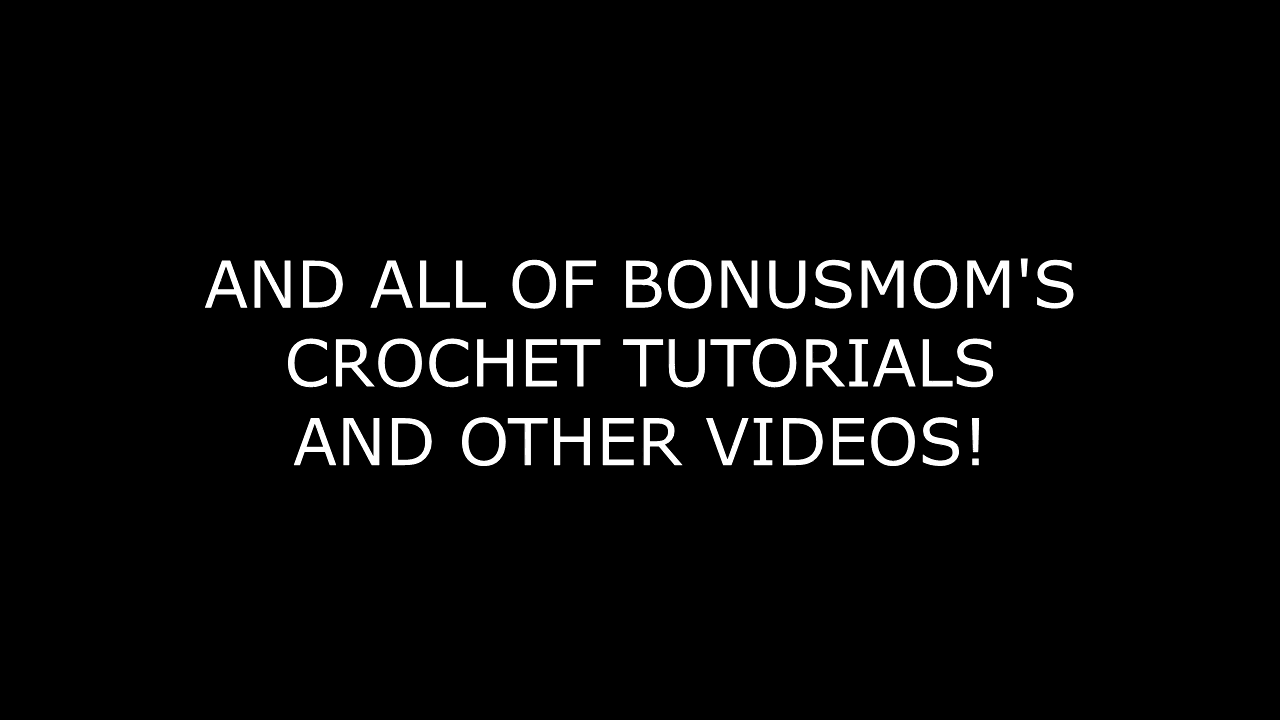 AND ALL OF BONUSMOM'S
CROCHET TUTORIALS
AND OTHER VIDEOS!